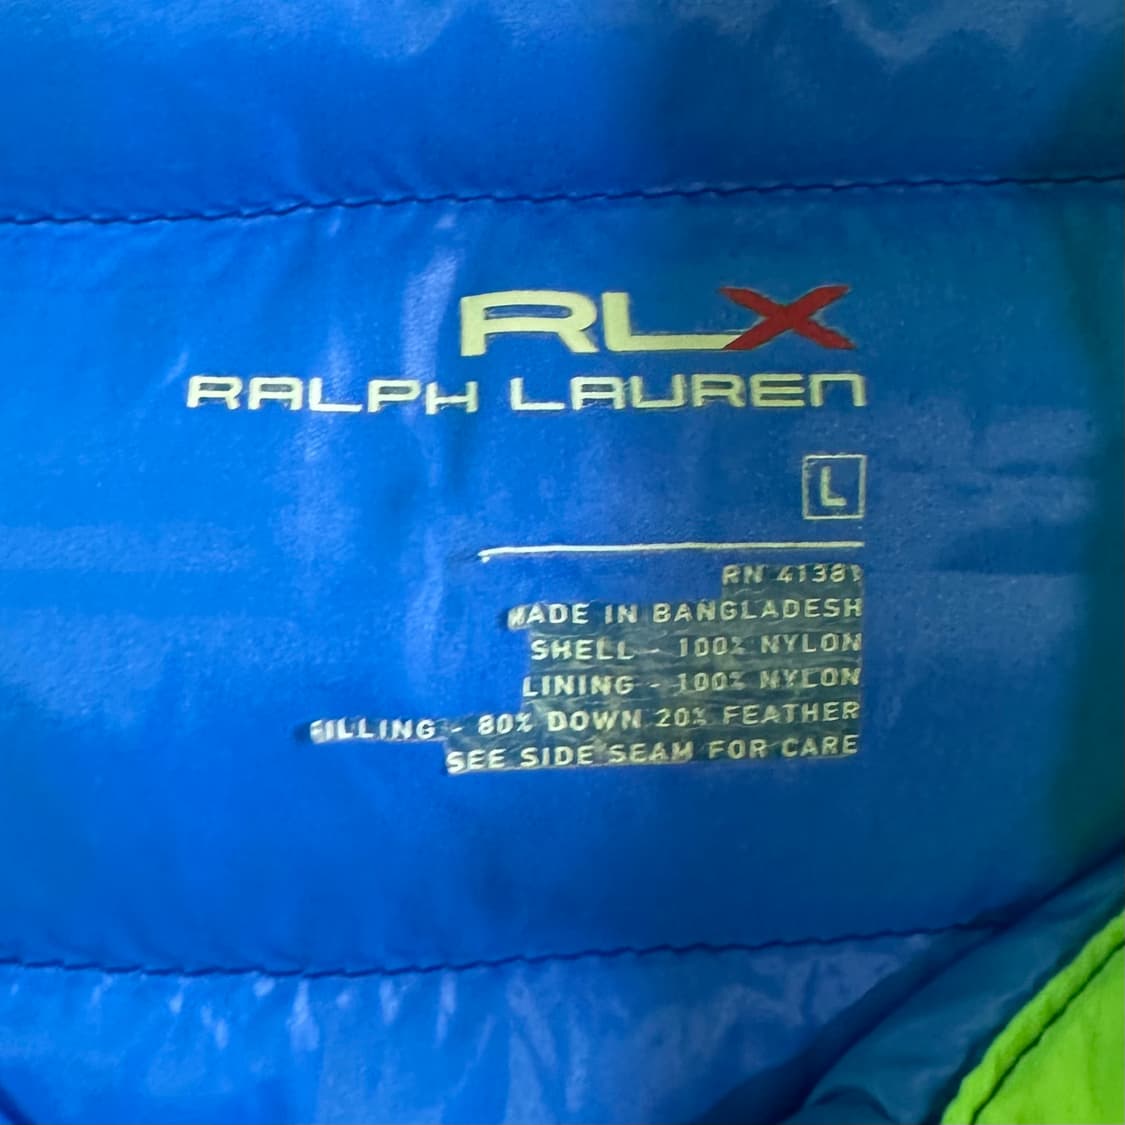 RLX
RALPH LAUREN
L
RN 41381
MADE IN BANGLADESH
SHELL - 100% NYLON
LINING - 100% NYLON
FILLING - 80% DOWN 20% FEATHER
SEE SIDE SEAM FOR CARE